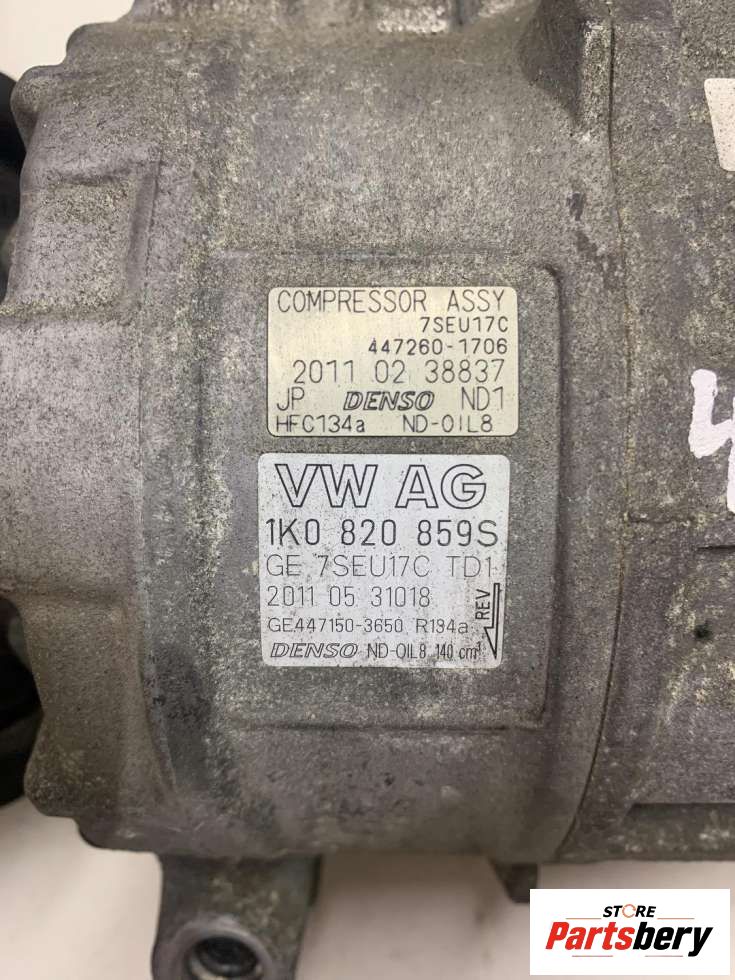 COMPRESSOR ASSY
7SEU17C
447260-1706
2011 02 38837
JP DENSO ND1
HFC134a ND-OIL8
VW AG
1K0 820 859S
GE 7SEU17C TD1
2011 05 31018
GE447150-3650 R134a
REV
DENSO ND-OIL8 140 cm³
STORE
Partsbery